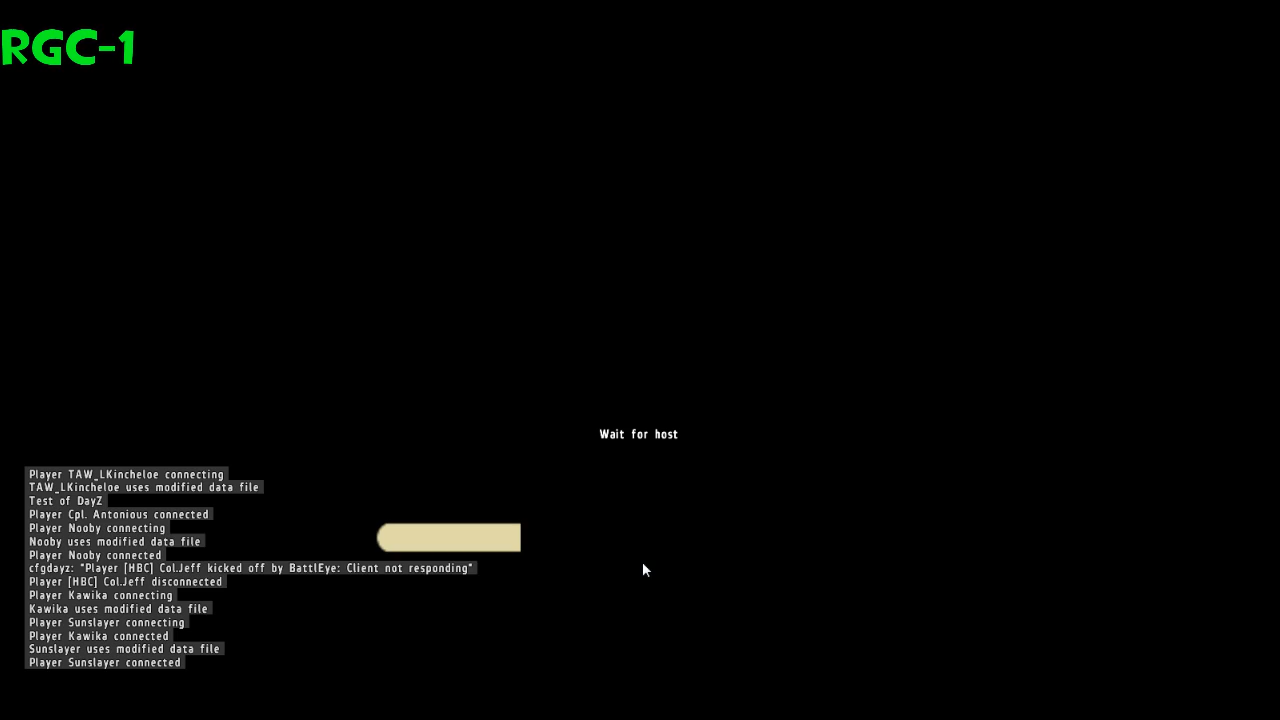 RGC-1
Wait for host
Player TAW_LKincheloe connecting
TAW_LKincheloe uses modified data file
Test of DayZ
Player Cpl. Antonious connected
Player Nooby connecting
Nooby uses modified data file
Player Nooby connected
cfgdayz: "Player [HBC] Col.Jeff kicked off by BattlEye: Client not responding"
Player [HBC] Col.Jeff disconnected
Player Kawika connecting
Kawika uses modified data file
Player Sunslayer connecting
Player Kawika connected
Sunslayer uses modified data file
Player Sunslayer connected